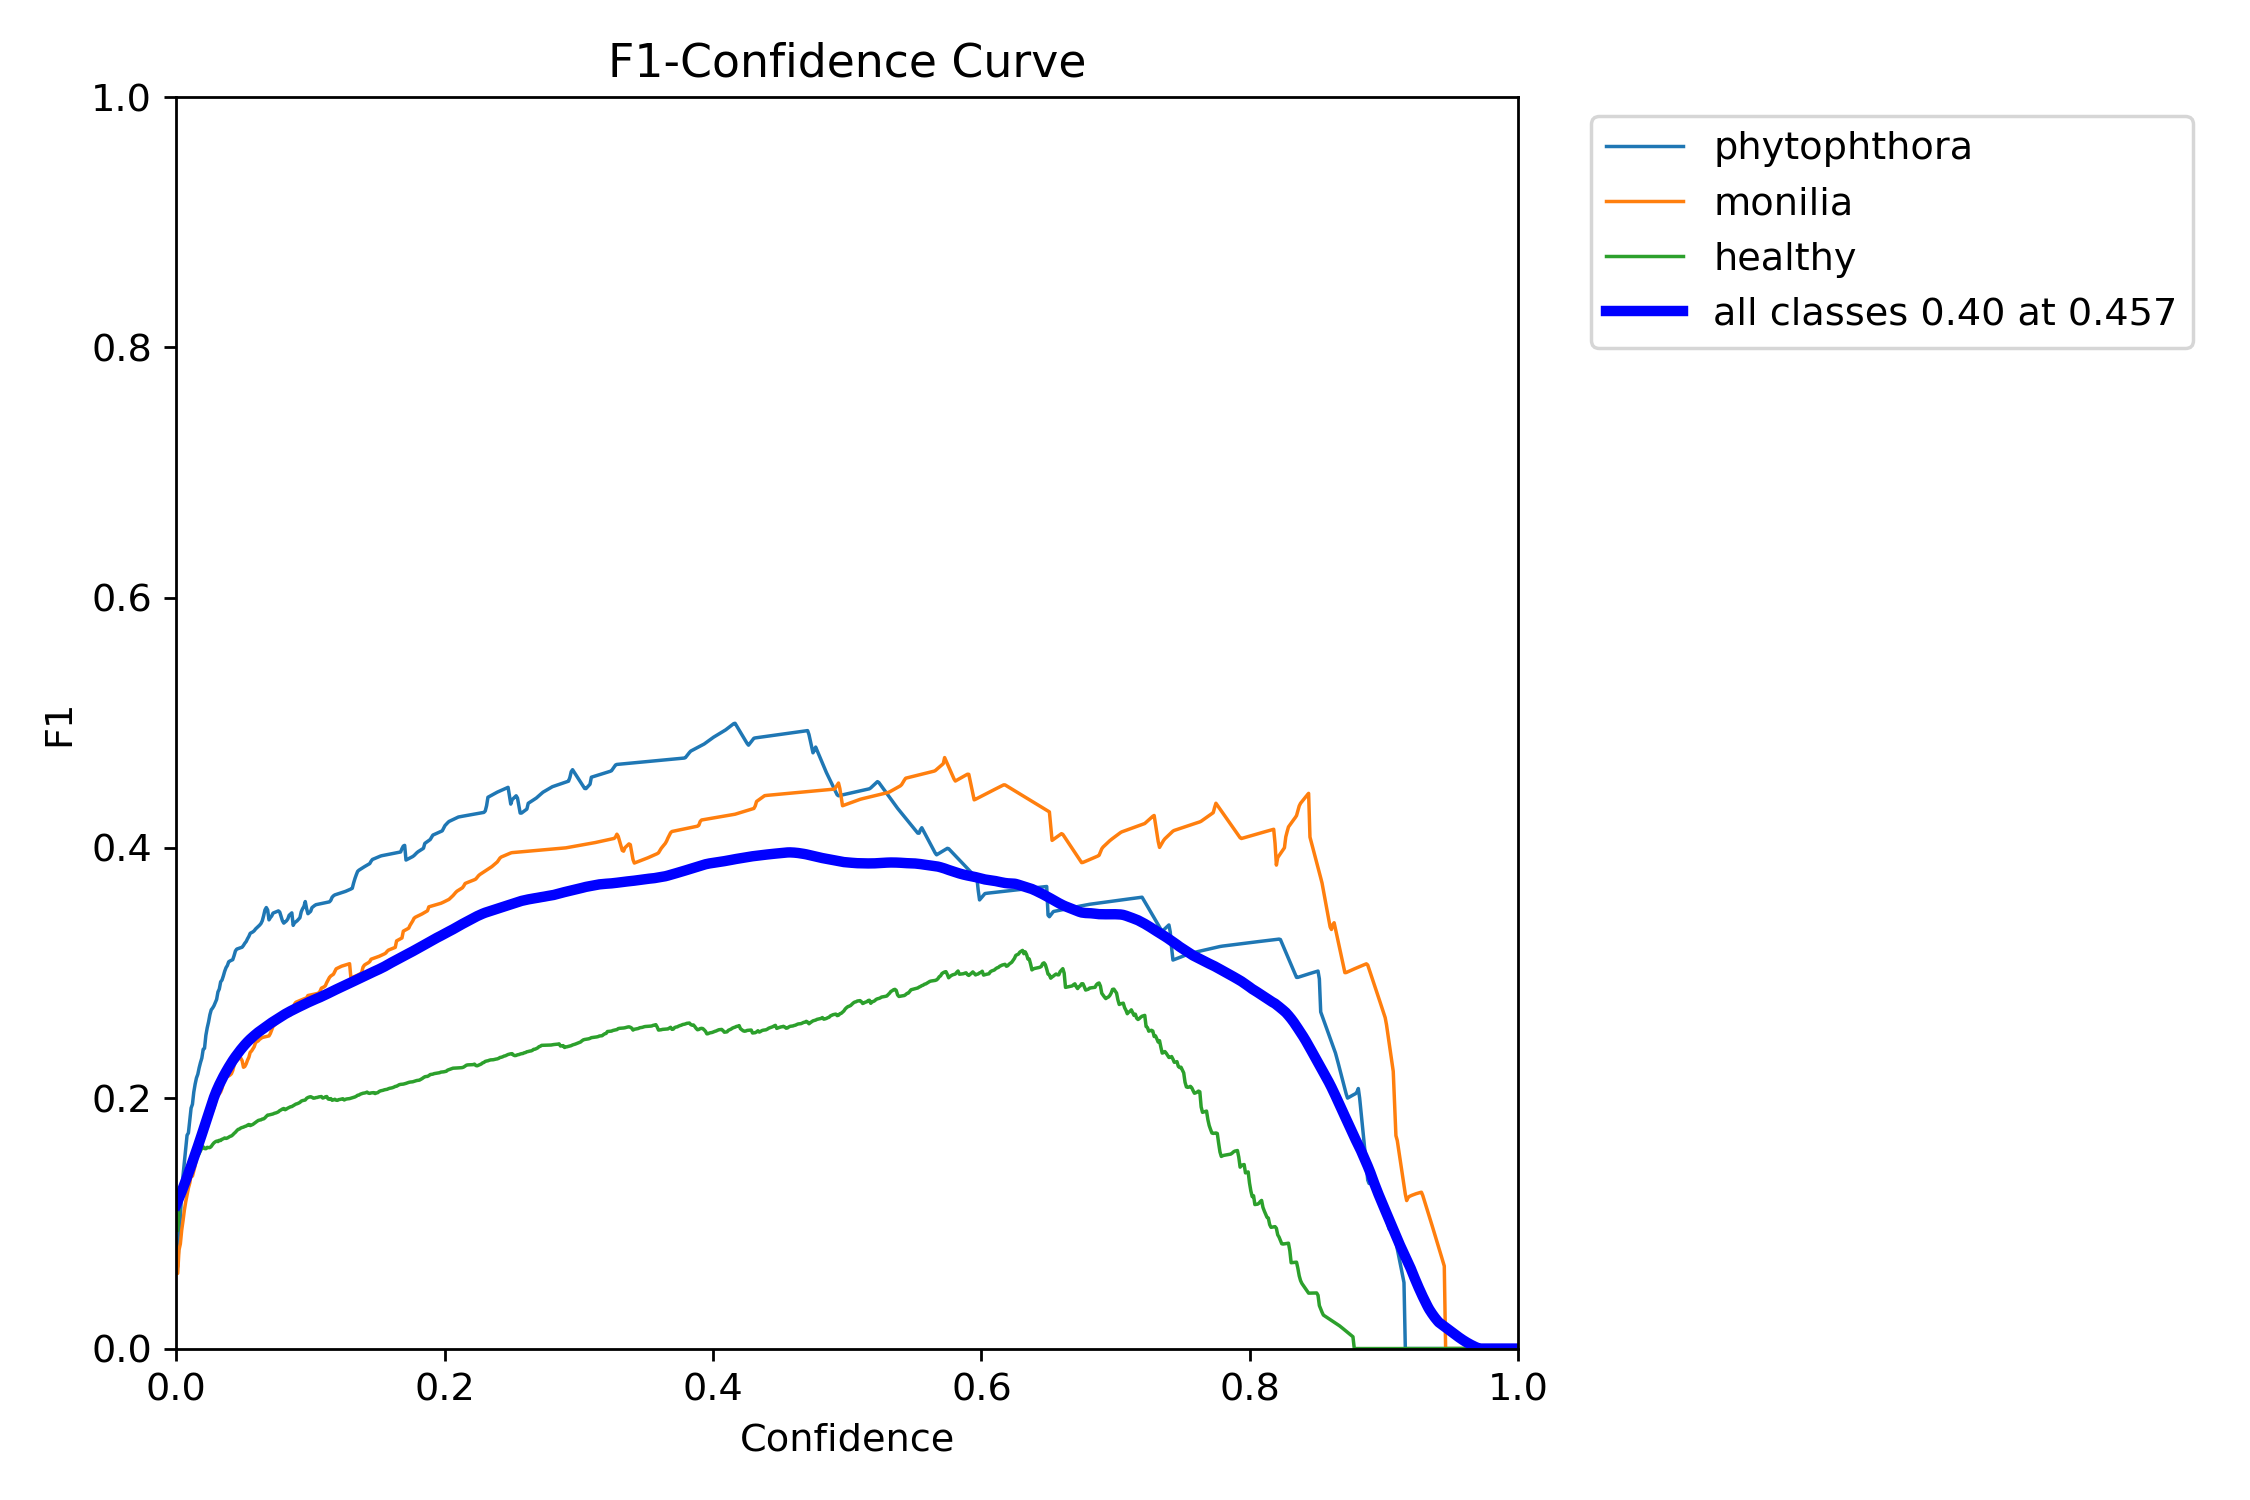 F1-Confidence Curve
1.0
0.8
0.6
0.4
0.2
0.0
F1
0.0 0.2 0.4 0.6 0.8 1.0
Confidence
phytophthora
monilia
healthy
all classes 0.40 at 0.457